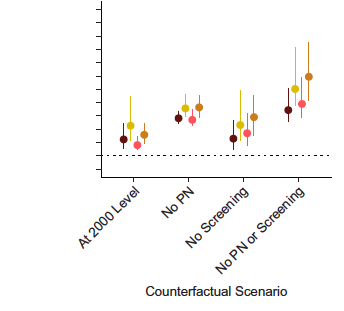 At 2000 Level
No PN
No Screening
No PN or Screening
Counterfactual Scenario